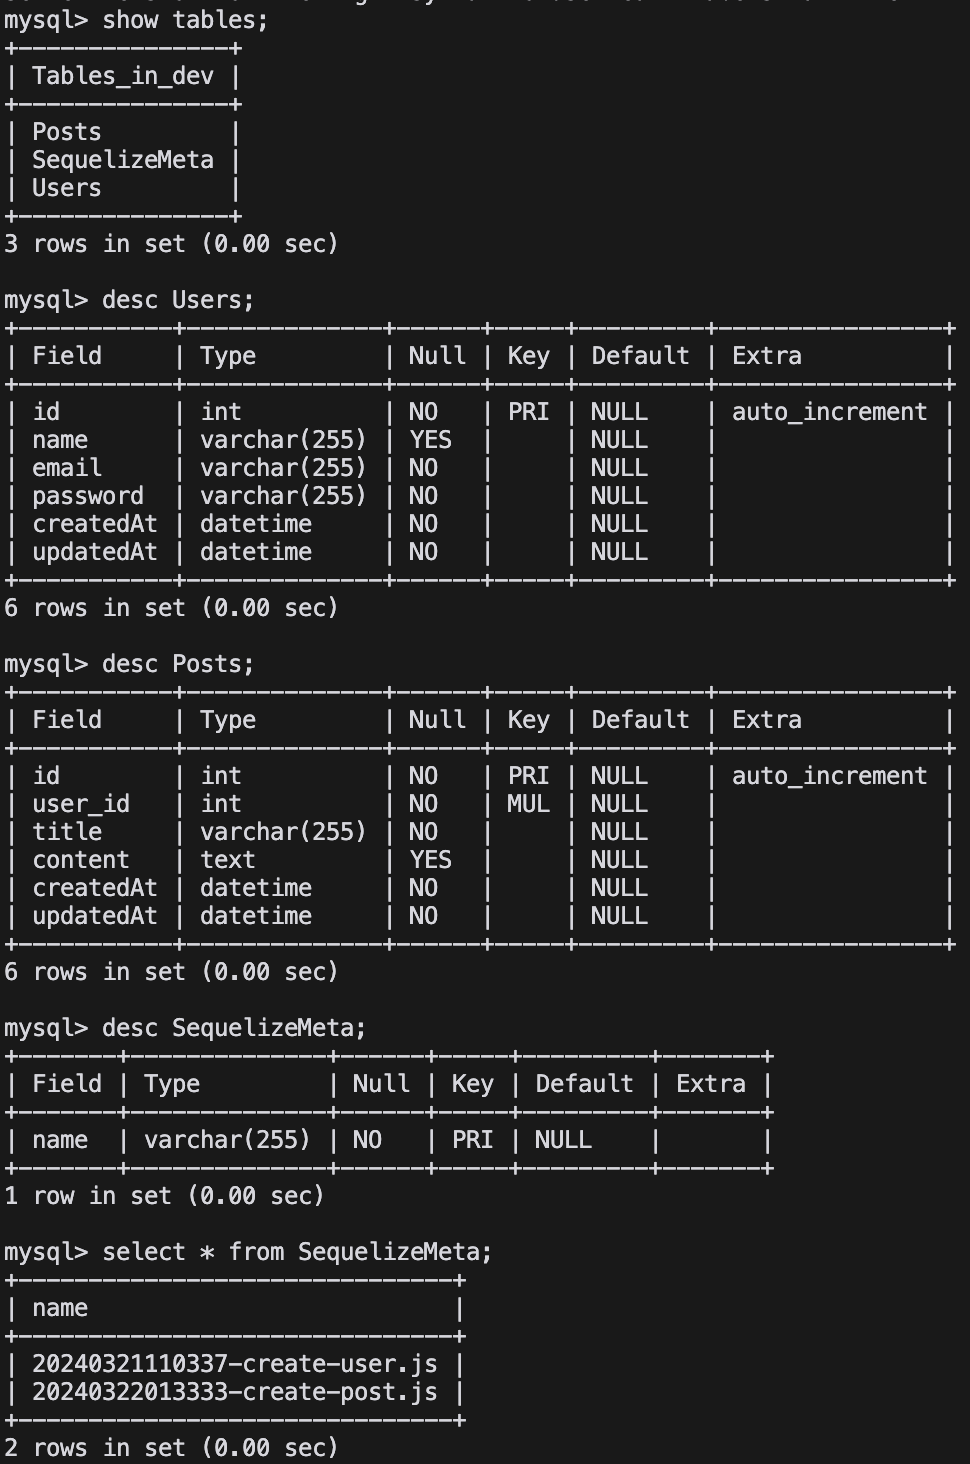 mysql> show tables;
+---------------+
| Tables_in_dev |
+---------------+
| Posts         |
| SequelizeMeta |
| Users         |
+---------------+
3 rows in set (0.00 sec)
mysql> desc Users;
+-----------+--------------+------+-----+---------+----------------+
| Field     | Type         | Null | Key | Default | Extra          |
+-----------+--------------+------+-----+---------+----------------+
| id        | int          | NO   | PRI | NULL    | auto_increment |
| name      | varchar(255) | YES  |     | NULL    |                |
| email     | varchar(255) | NO   |     | NULL    |                |
| password  | varchar(255) | NO   |     | NULL    |                |
| createdAt | datetime     | NO   |     | NULL    |                |
| updatedAt | datetime     | NO   |     | NULL    |                |
+-----------+--------------+------+-----+---------+----------------+
6 rows in set (0.00 sec)
mysql> desc Posts;
+-----------+--------------+------+-----+---------+----------------+
| Field     | Type         | Null | Key | Default | Extra          |
+-----------+--------------+------+-----+---------+----------------+
| id        | int          | NO   | PRI | NULL    | auto_increment |
| user_id   | int          | NO   | MUL | NULL    |                |
| title     | varchar(255) | NO   |     | NULL    |                |
| content   | text         | YES  |     | NULL    |                |
| createdAt | datetime     | NO   |     | NULL    |                |
| updatedAt | datetime     | NO   |     | NULL    |                |
+-----------+--------------+------+-----+---------+----------------+
6 rows in set (0.00 sec)
mysql> desc SequelizeMeta;
+-------+--------------+------+-----+---------+-------+
| Field | Type         | Null | Key | Default | Extra |
+-------+--------------+------+-----+---------+-------+
| name  | varchar(255) | NO   | PRI | NULL    |       |
+-------+--------------+------+-----+---------+-------+
1 row in set (0.00 sec)
mysql> select * from SequelizeMeta;
+-------------------------------+
| name                          |
+-------------------------------+
| 20240321110337-create-user.js |
| 20240322013333-create-post.js |
+-------------------------------+
2 rows in set (0.00 sec)